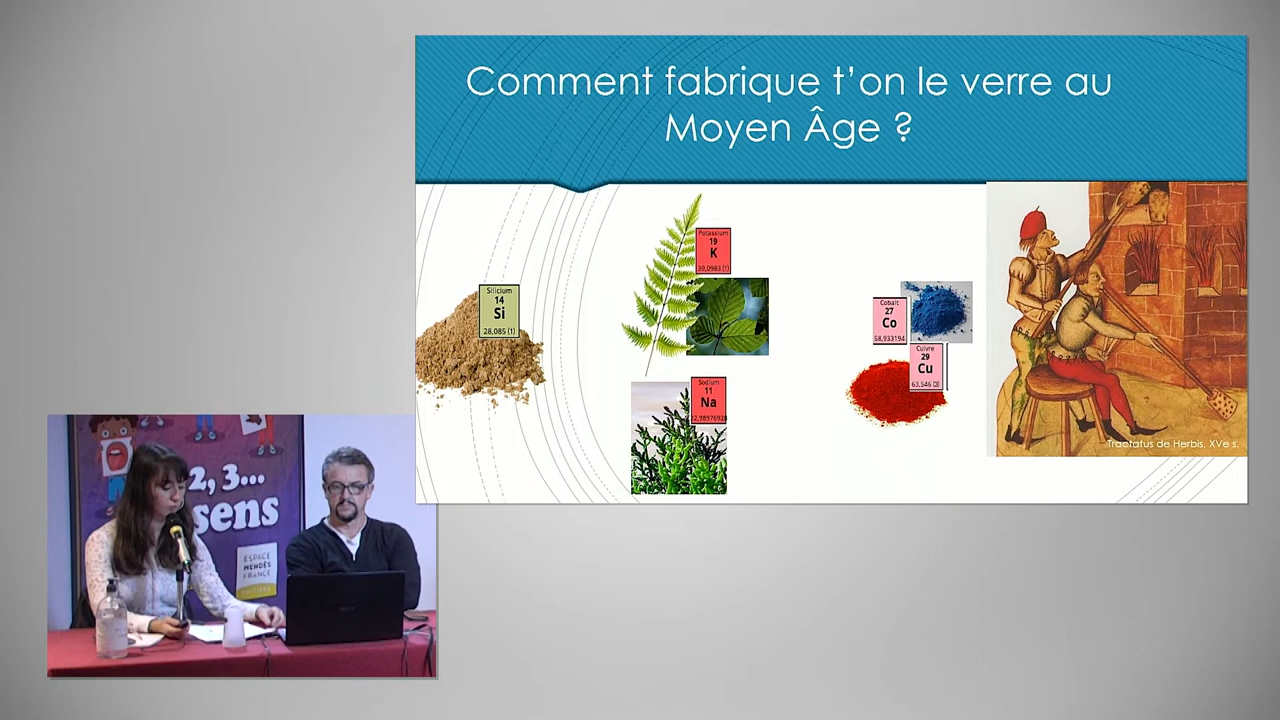 Comment fabrique t'on le verre au
Moyen Âge ?
Silicium
14
Si
28,085 (1)
Potassium
19
K
39,0983 (1)
Sodium
11
Na
Cobalt
27
Co
58,933194
Cuivre
29
Cu
63,546 (3)
Tractatus de Herbis, XVe s.
2, 3...
sens
ESPACE
MENDÈS
FRANCE